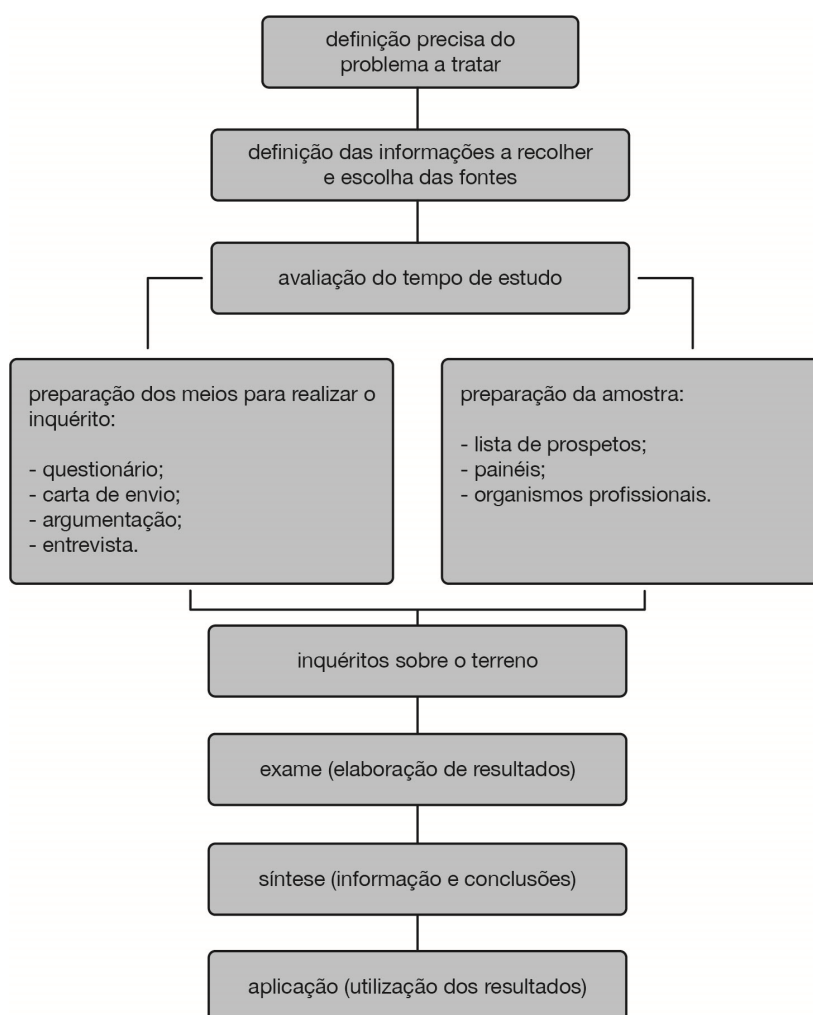 definição precisa do
problema a tratar
definição das informações a recolher
e escolha das fontes
avaliação do tempo de estudo
preparação dos meios para realizar o
inquérito:
- questionário;
- carta de envio;
- argumentação;
- entrevista.
preparação da amostra:
- lista de prospetos;
- painéis;
- organismos profissionais.
inquéritos sobre o terreno
exame (elaboração de resultados)
síntese (informação e conclusões)
aplicação (utilização dos resultados)